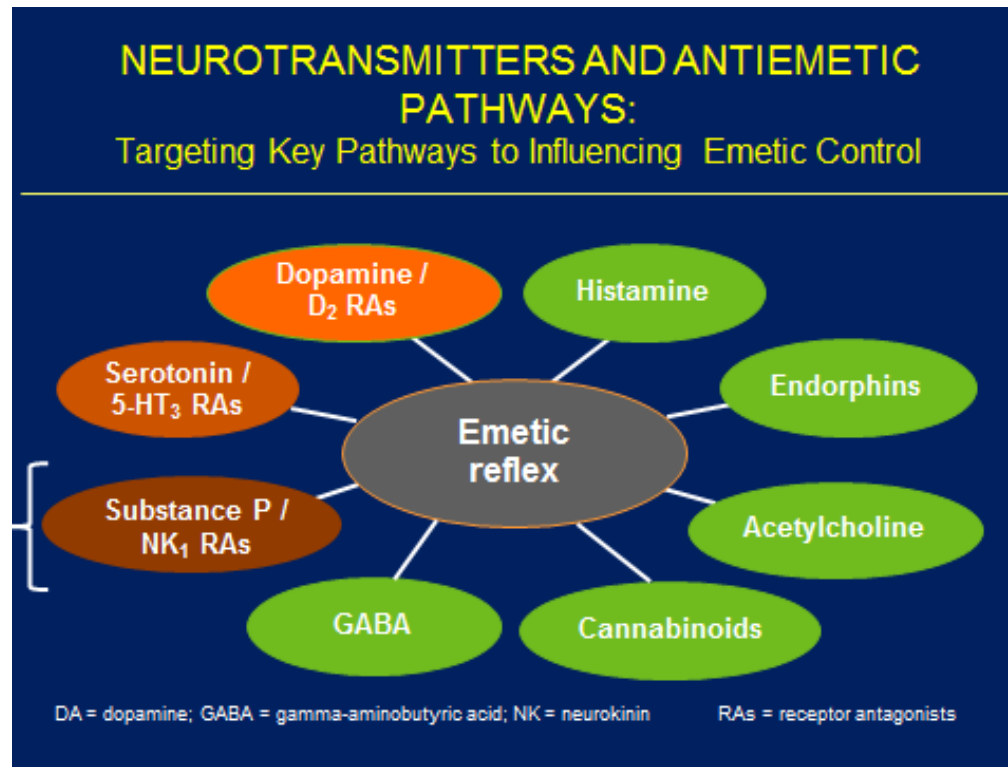 NEUROTRANSMITTERS AND ANTIEMETIC
PATHWAYS:
Targeting Key Pathways to Influencing Emetic Control
Dopamine /
D₂ RAs
Histamine
Serotonin /
5-HT₃ RAs
Endorphins
Emetic
reflex
Substance P /
NK₁ RAs
Acetylcholine
GABA
Cannabinoids
DA = dopamine; GABA = gamma-aminobutyric acid; NK = neurokinin
RAs = receptor antagonists